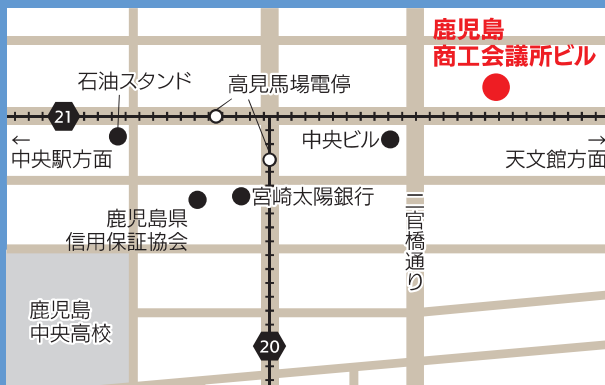 鹿児島
商工会議所ビル
石油スタンド
高見馬場電停
21
←
中央駅方面
中央ビル
→
天文館方面
宮崎太陽銀行
鹿児島県
信用保証協会
二官橋通り
鹿児島
中央高校
20